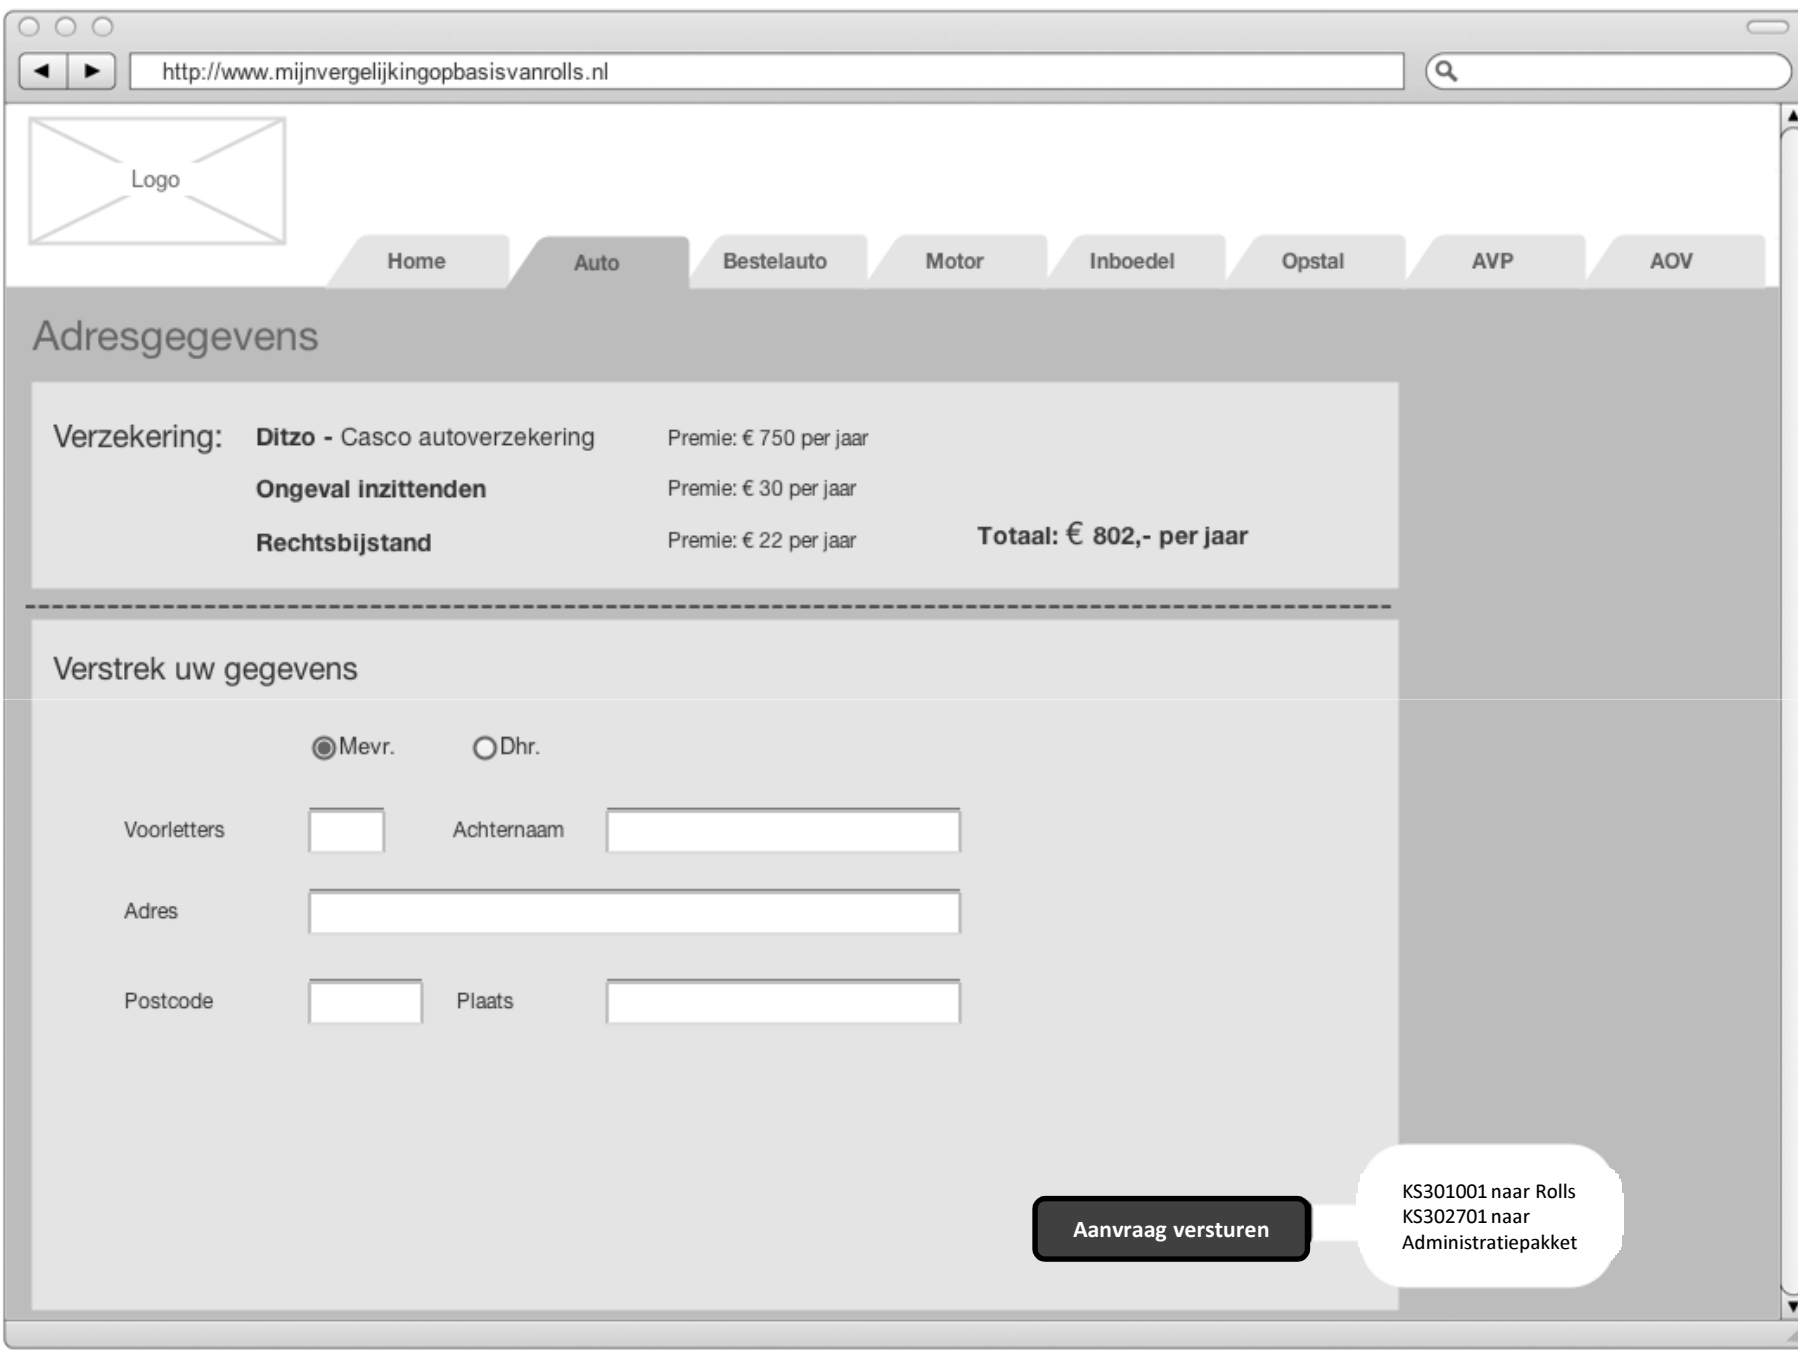 http://www.mijnvergelijkingopbasisvanrolls.nl
Logo
Home Auto Bestelauto Motor Inboedel Opstal AVP AOV
Adresgegevens
Verzekering: Ditzo - Casco autoverzekering Premie: € 750 per jaar
Ongeval inzittenden Premie: € 30 per jaar
Rechtsbijstand Premie: € 22 per jaar Totaal: € 802,- per jaar
Verstrek uw gegevens
Mevr. Dhr.
Voorletters Achternaam
Adres
Postcode Plaats
Aanvraag versturen
KS301001 naar Rolls
KS302701 naar
Administratiepakket